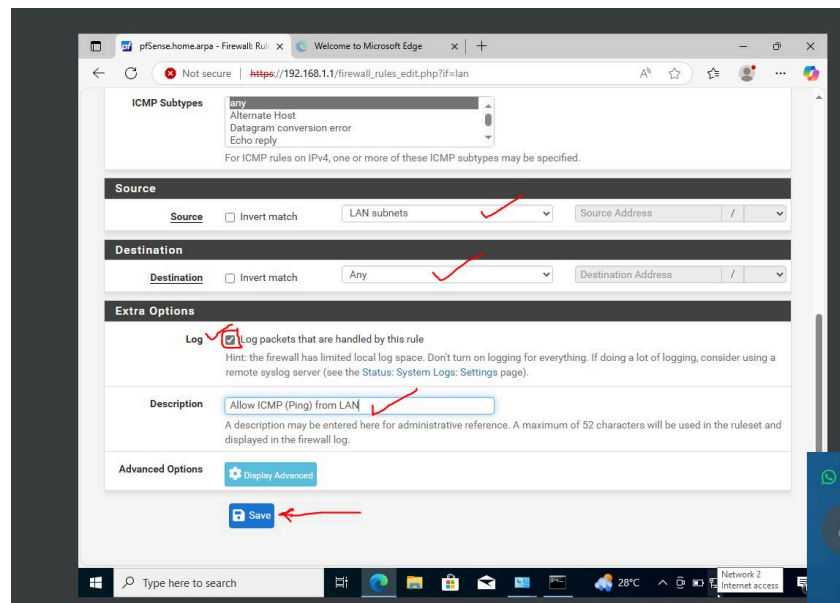 pfSense.home.arpa - Firewall: Rul
Welcome to Microsoft Edge
Not secure https://192.168.1.1/firewall_rules_edit.php?if=lan
ICMP Subtypes
any
Alternate Host
Datagram conversion error
Echo reply
For ICMP rules on IPv4, one or more of these ICMP subtypes may be specified.
Source
Source Invert match LAN subnets Source Address /
Destination
Destination Invert match Any Destination Address /
Extra Options
Log Log packets that are handled by this rule
Hint: the firewall has limited local log space. Don't turn on logging for everything. If doing a lot of logging, consider using a
remote syslog server (see the Status: System Logs: Settings page).
Description Allow ICMP (Ping) from LAN
A description may be entered here for administrative reference. A maximum of 52 characters will be used in the ruleset and
displayed in the firewall log.
Advanced Options Display Advanced
Save
Type here to search 28°C
Network 2
Internet access